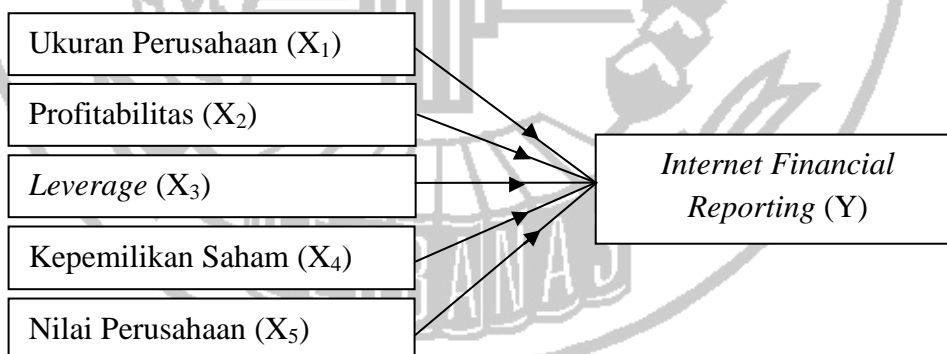 Ukuran Perusahaan (X₁)
Profitabilitas (X₂)
Leverage (X₃)
Kepemilikan Saham (X₄)
Nilai Perusahaan (X₅)
Internet Financial
Reporting (Y)